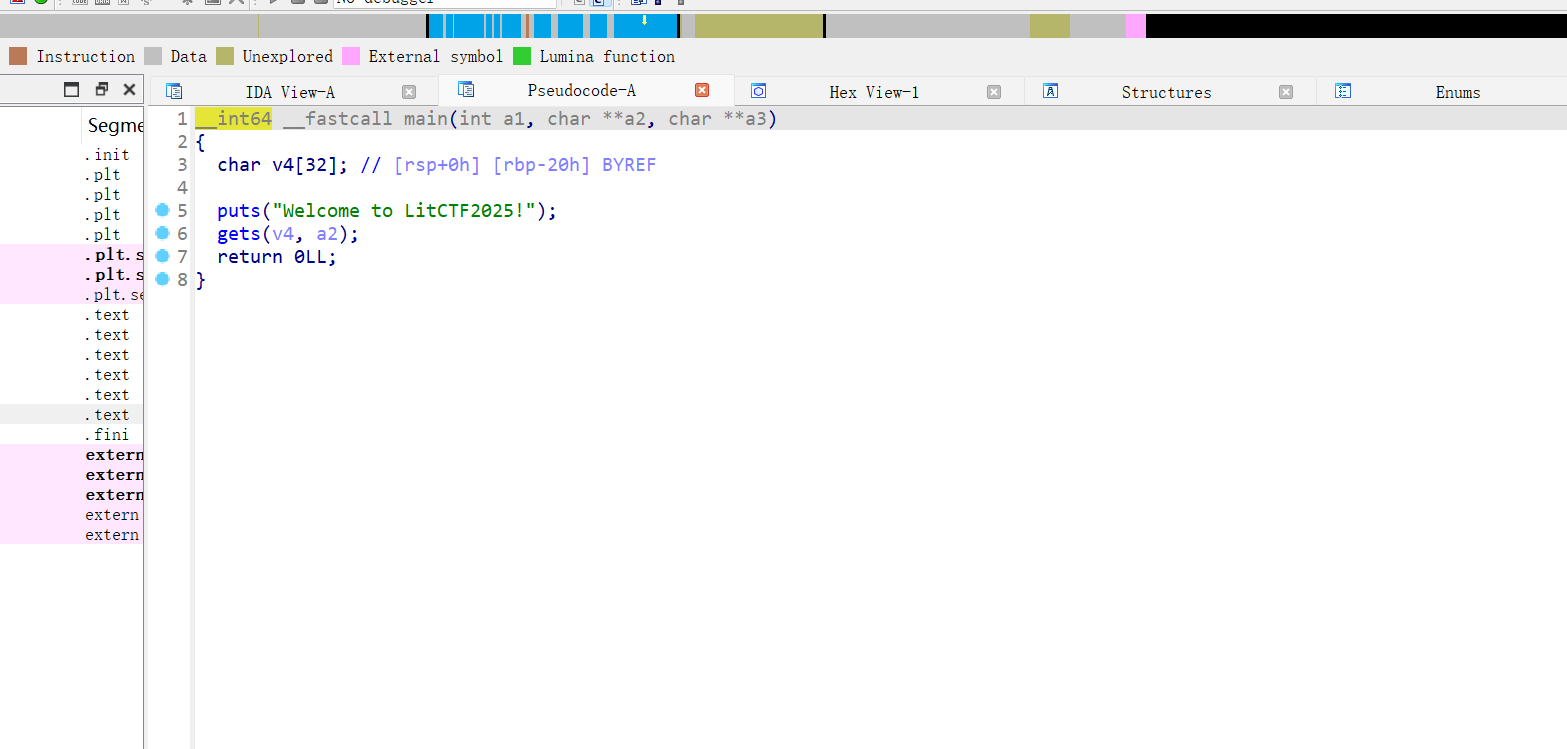 No debugger
Instruction Data Unexplored External symbol Lumina function
IDA View-A Pseudocode-A Hex View-1 Structures Enums
Segme
.init
.plt
.plt
.plt
.plt
.plt.s
.plt.s
.plt.se
.text
.text
.text
.text
.text
.text
.fini
extern
extern
extern
extern
extern
1 __int64 __fastcall main(int a1, char **a2, char **a3)
2 {
3 char v4[32]; // [rsp+0h] [rbp-20h] BYREF
4
5 puts("Welcome to LitCTF2025!");
6 gets(v4, a2);
7 return 0LL;
8 }